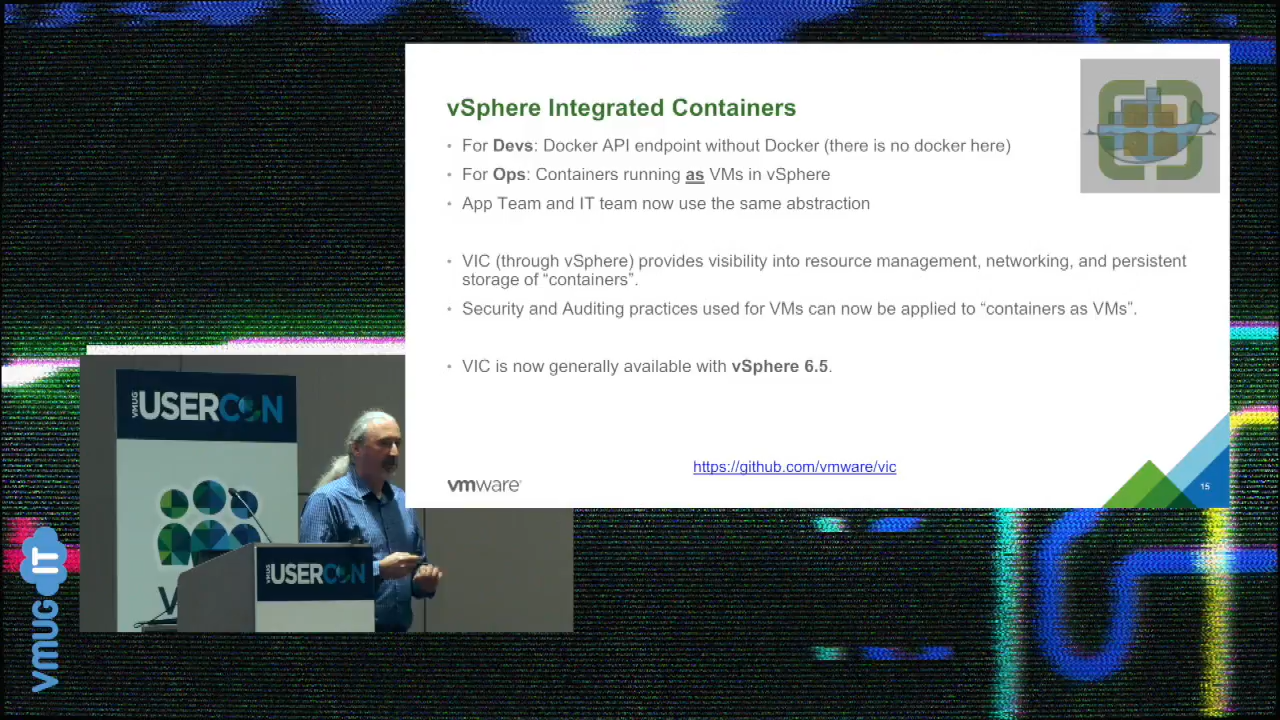 vSphere Integrated Containers
• For Devs: Docker API endpoint without Docker (there is no docker here)
• For Ops: Containers running as VMs in vSphere
• App Team and IT team now use the same abstraction
• VIC (through vSphere) provides visibility into resource management, networking, and persistent
storage of “containers”.
• Security and Auditing practices used for VMs can now be applied to “containers as VMs”.
• VIC is now generally available with vSphere 6.5.
https://github.com/vmware/vic
vmware
15
VMUG USERCON
VMUG USERCON
V
VMUG IT